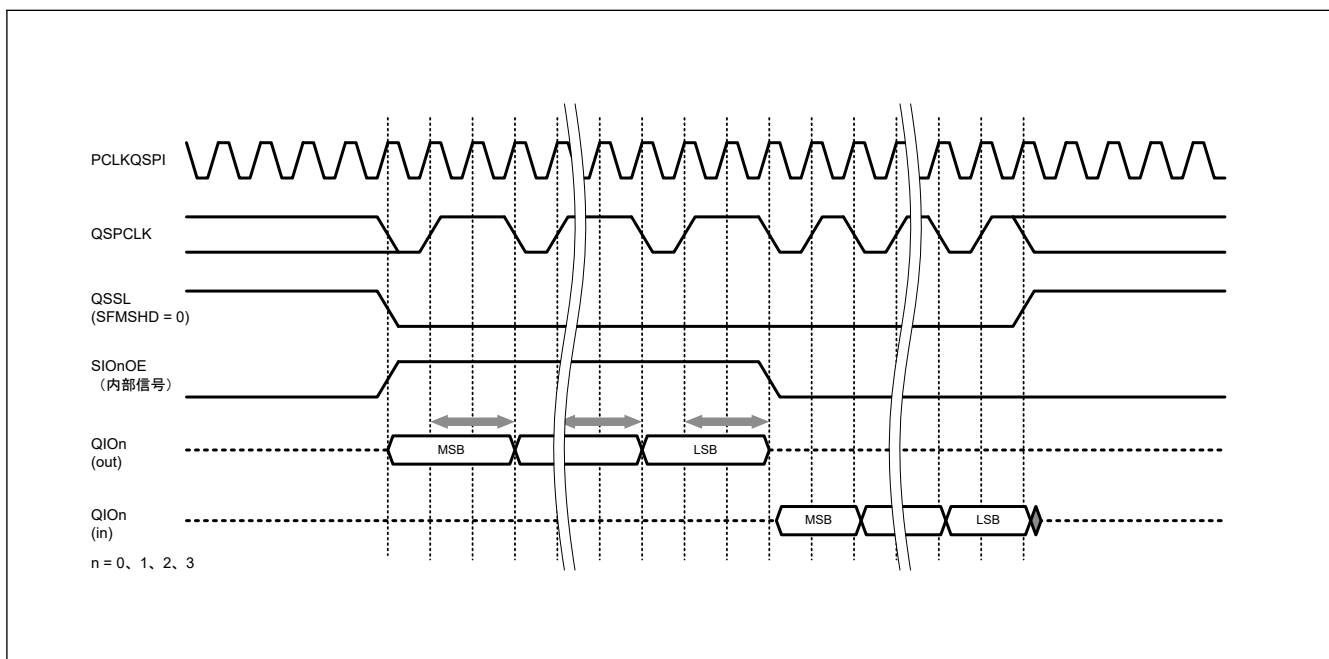 PCLKQSPI
QSPCLK
QSSL
(SFMSHD = 0)
SIOnOE
(内部信号)
QIOn
(out)
MSB
LSB
QIOn
(in)
MSB
LSB
n = 0、1、2、3